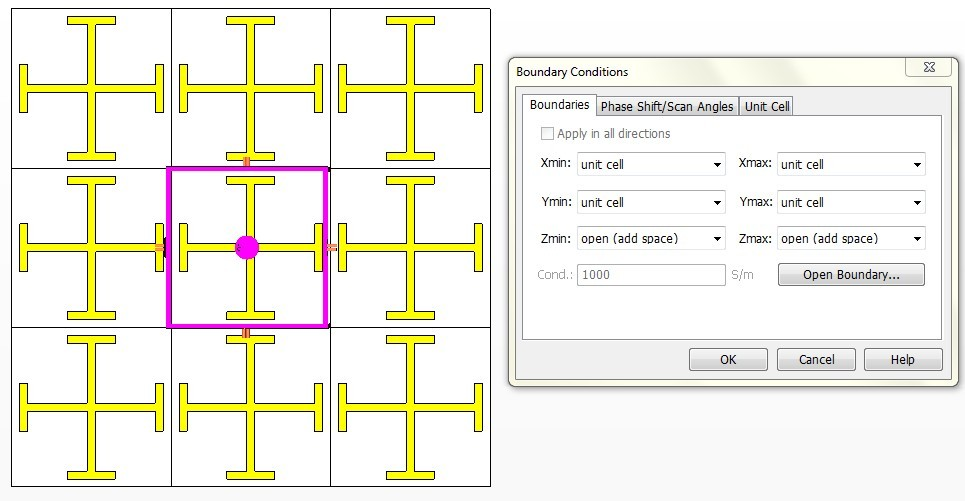 Boundary Conditions
Boundaries Phase Shift/Scan Angles Unit Cell
Apply in all directions
Xmin: unit cell Xmax: unit cell
Ymin: unit cell Ymax: unit cell
Zmin: open (add space) Zmax: open (add space)
Cond.: 1000 S/m Open Boundary...
OK Cancel Help